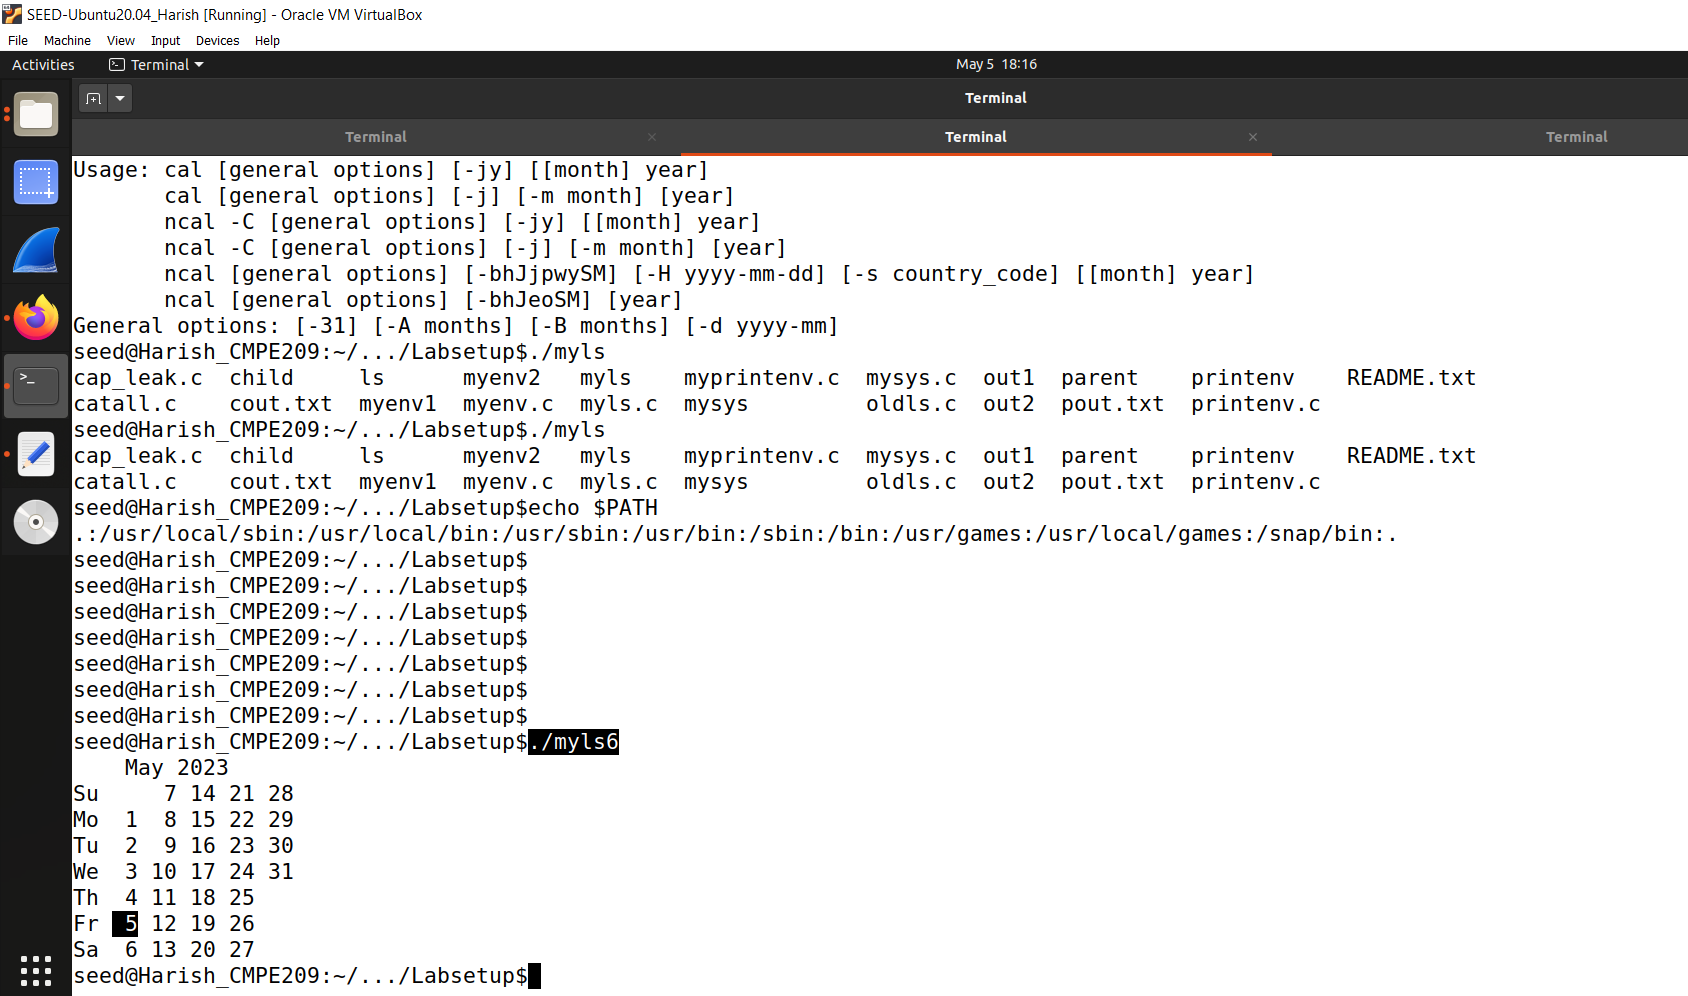 SEED-Ubuntu20.04_Harish [Running] - Oracle VM VirtualBox
File Machine View Input Devices Help
Activities Terminal May 5 18:16
Terminal
Terminal × Terminal × Terminal
Usage: cal [general options] [-jy] [[month] year]
       cal [general options] [-j] [-m month] [year]
       ncal -C [general options] [-jy] [[month] year]
       ncal -C [general options] [-j] [-m month] [year]
       ncal [general options] [-bhJjpwySM] [-H yyyy-mm-dd] [-s country_code] [[month] year]
       ncal [general options] [-bhJeoSM] [year]
General options: [-31] [-A months] [-B months] [-d yyyy-mm]
seed@Harish_CMPE209:~/.../Labsetup$./myls
cap_leak.c  child     ls      myenv2   myls    myprintenv.c  mysys.c  out1  parent    printenv    README.txt
catall.c    cout.txt  myenv1  myenv.c  myls.c  mysys         oldls.c  out2  pout.txt  printenv.c
seed@Harish_CMPE209:~/.../Labsetup$./myls
cap_leak.c  child     ls      myenv2   myls    myprintenv.c  mysys.c  out1  parent    printenv    README.txt
catall.c    cout.txt  myenv1  myenv.c  myls.c  mysys         oldls.c  out2  pout.txt  printenv.c
seed@Harish_CMPE209:~/.../Labsetup$echo $PATH
.:/usr/local/sbin:/usr/local/bin:/usr/sbin:/usr/bin:/sbin:/bin:/usr/games:/usr/local/games:/snap/bin:.
seed@Harish_CMPE209:~/.../Labsetup$
seed@Harish_CMPE209:~/.../Labsetup$
seed@Harish_CMPE209:~/.../Labsetup$
seed@Harish_CMPE209:~/.../Labsetup$
seed@Harish_CMPE209:~/.../Labsetup$
seed@Harish_CMPE209:~/.../Labsetup$
seed@Harish_CMPE209:~/.../Labsetup$
seed@Harish_CMPE209:~/.../Labsetup$./myls6
    May 2023
Su     7 14 21 28
Mo  1  8 15 22 29
Tu  2  9 16 23 30
We  3 10 17 24 31
Th  4 11 18 25
Fr  5 12 19 26
Sa  6 13 20 27
seed@Harish_CMPE209:~/.../Labsetup$